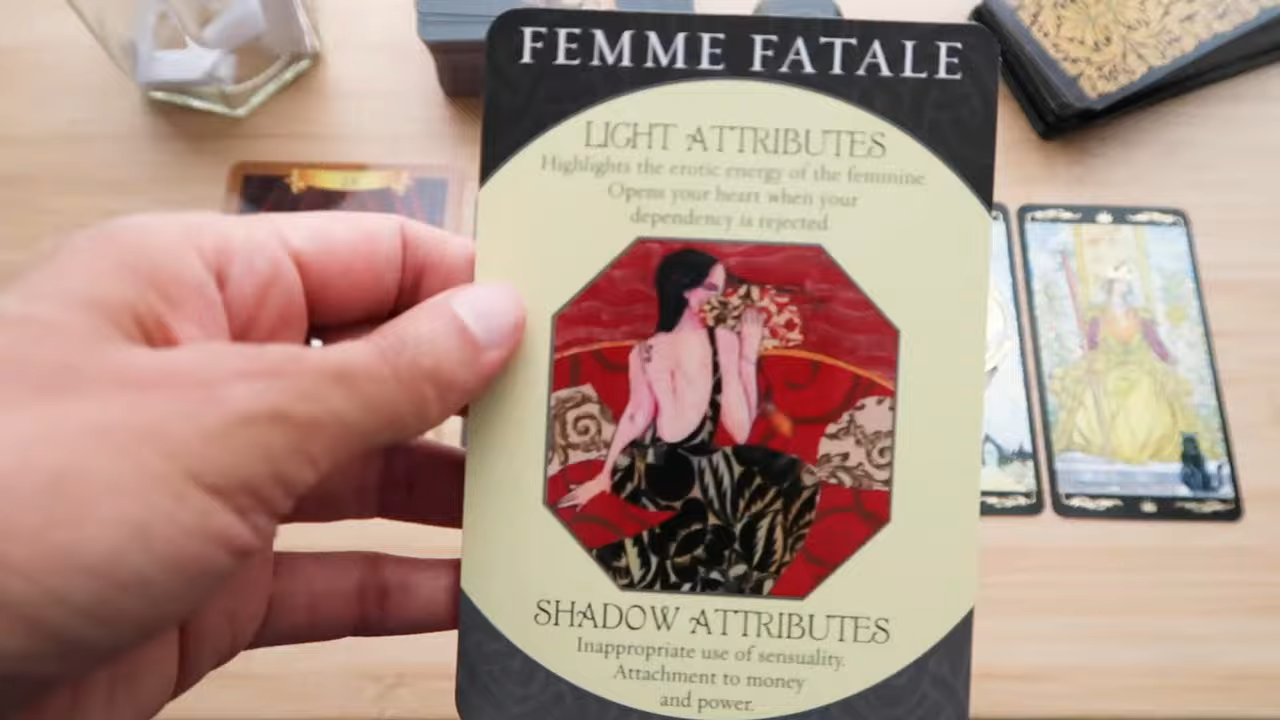 FEMME FATALE
LIGHT ATTRIBUTES
Highlights the erotic energy of the feminine.
Opens your heart when your
dependency is rejected.
SHADOW ATTRIBUTES
Inappropriate use of sensuality.
Attachment to money
and power.